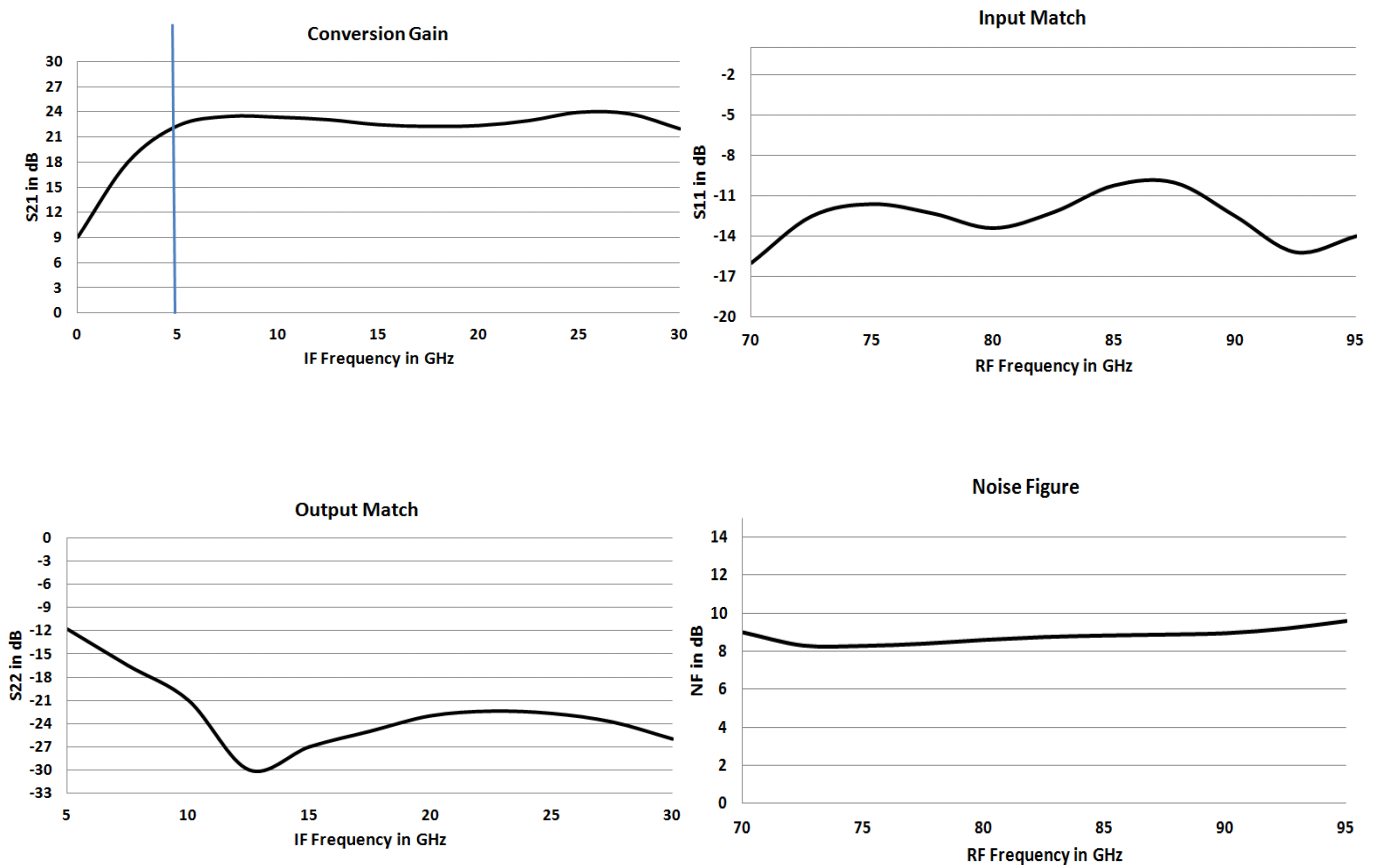 Conversion Gain
30
27
24
21
18
15
12
9
6
3
0
S21 in dB
0 5 10 15 20 25 30
IF Frequency in GHz
Input Match
-2
-5
-8
-11
-14
-17
-20
S11 in dB
70 75 80 85 90 95
RF Frequency in GHz
Output Match
0
-3
-6
-9
-12
-15
-18
-21
-24
-27
-30
-33
S22 in dB
5 10 15 20 25 30
IF Frequency in GHz
Noise Figure
14
12
10
8
6
4
2
0
NF in dB
70 75 80 85 90 95
RF Frequency in GHz